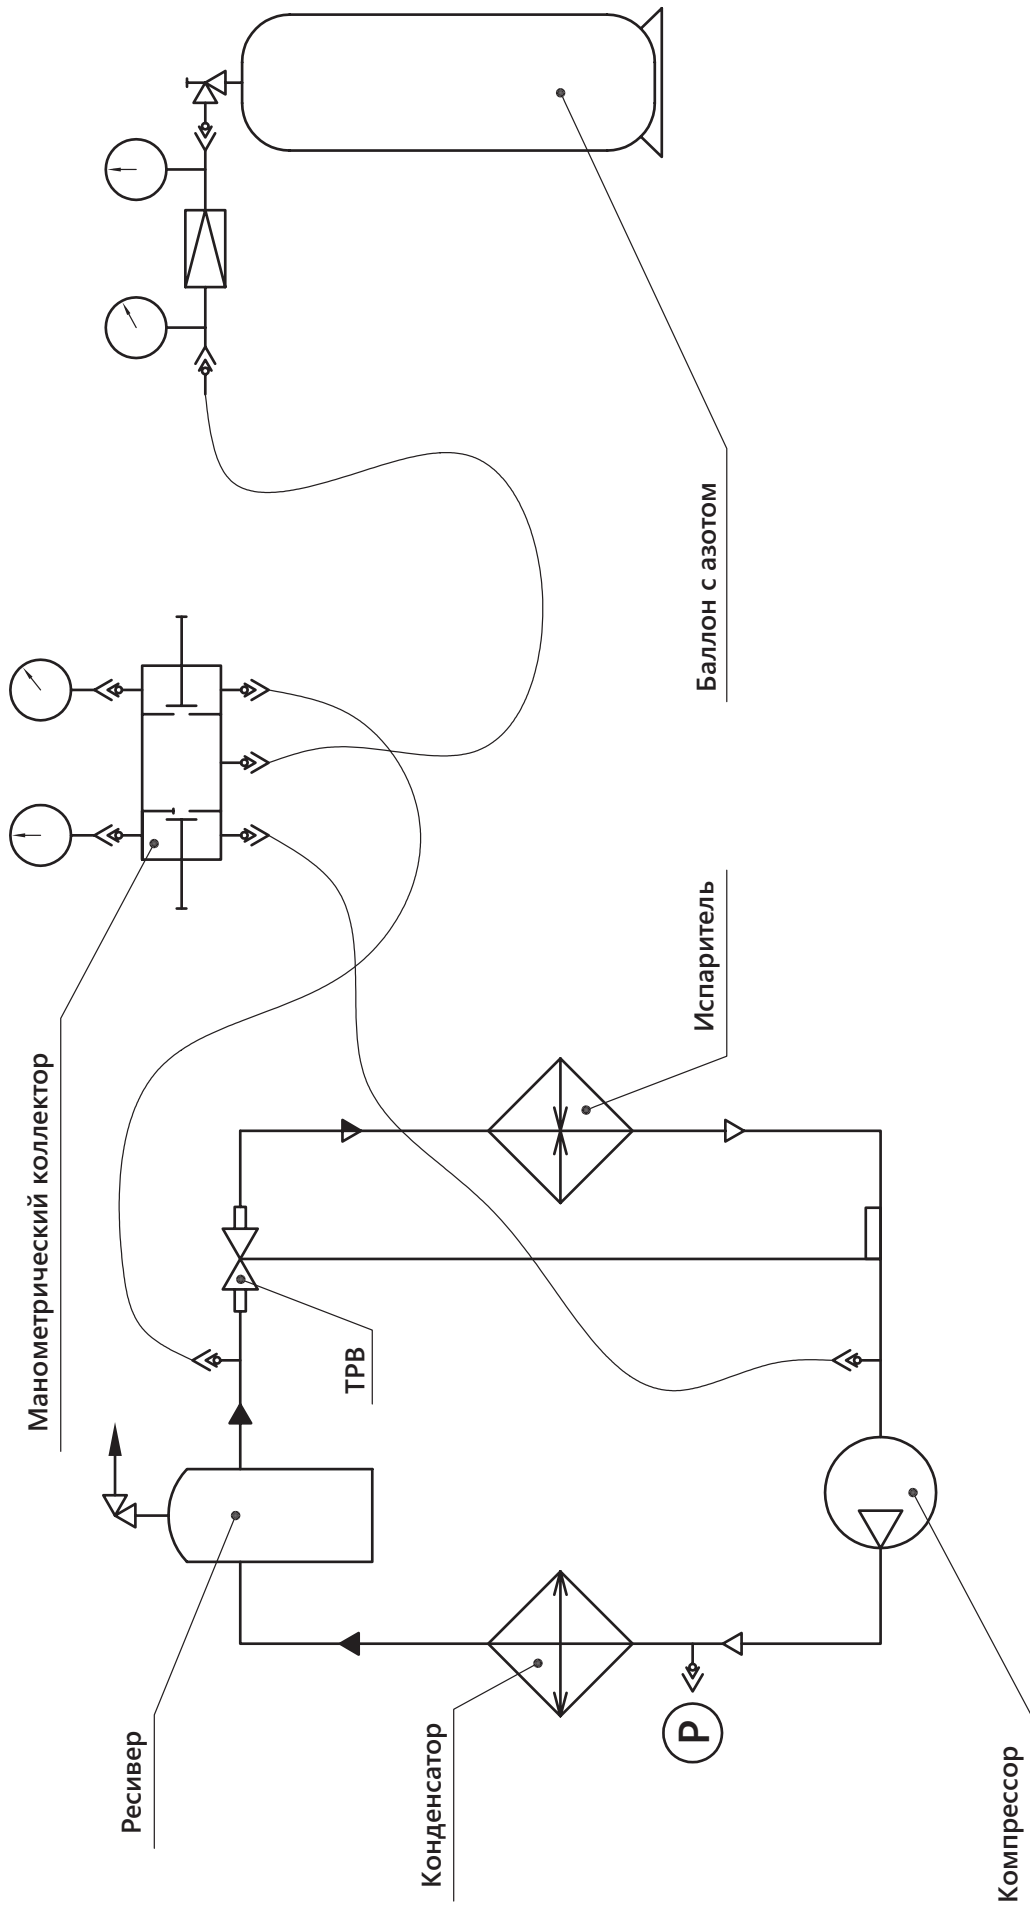 Манометрический коллектор
Баллон с азотом
Испаритель
ТРВ
Ресивер
Конденсатор
P
Компрессор